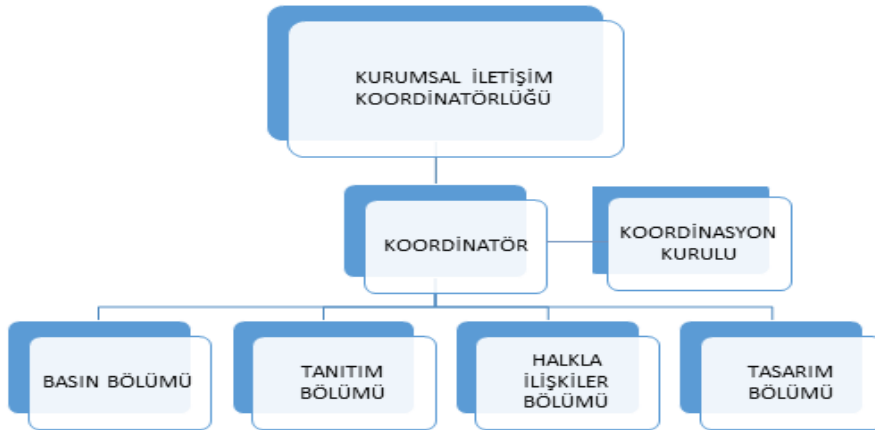 KURUMSAL İLETİŞİM
KOORDİNATÖRLÜĞÜ
KOORDİNATÖR
KOORDİNASYON
KURULU
BASIN BÖLÜMÜ
TANITIM
BÖLÜMÜ
HALKLA
İLİŞKİLER
BÖLÜMÜ
TASARIM
BÖLÜMÜ